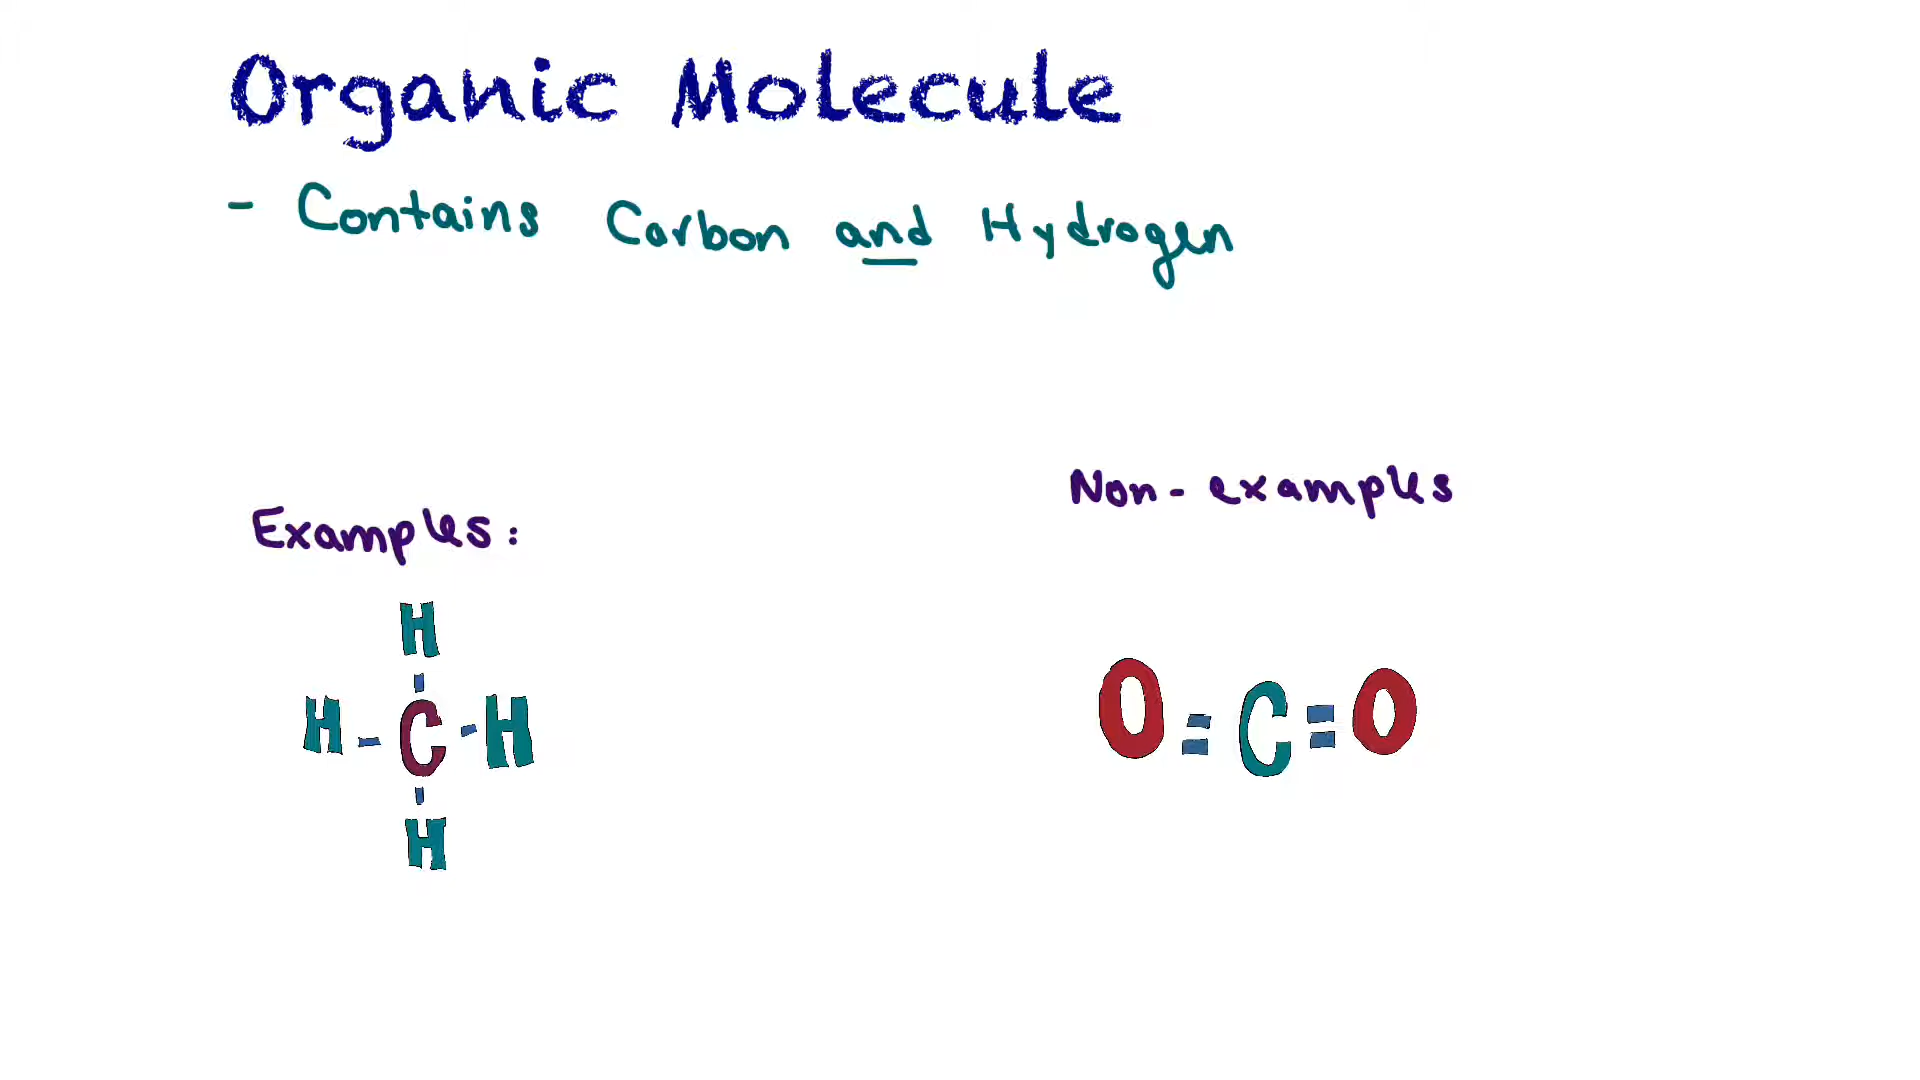 Organic Molecule
- Contains Carbon and Hydrogen
Examples:
H
H - C - H
H
Non-examples
O = C = O